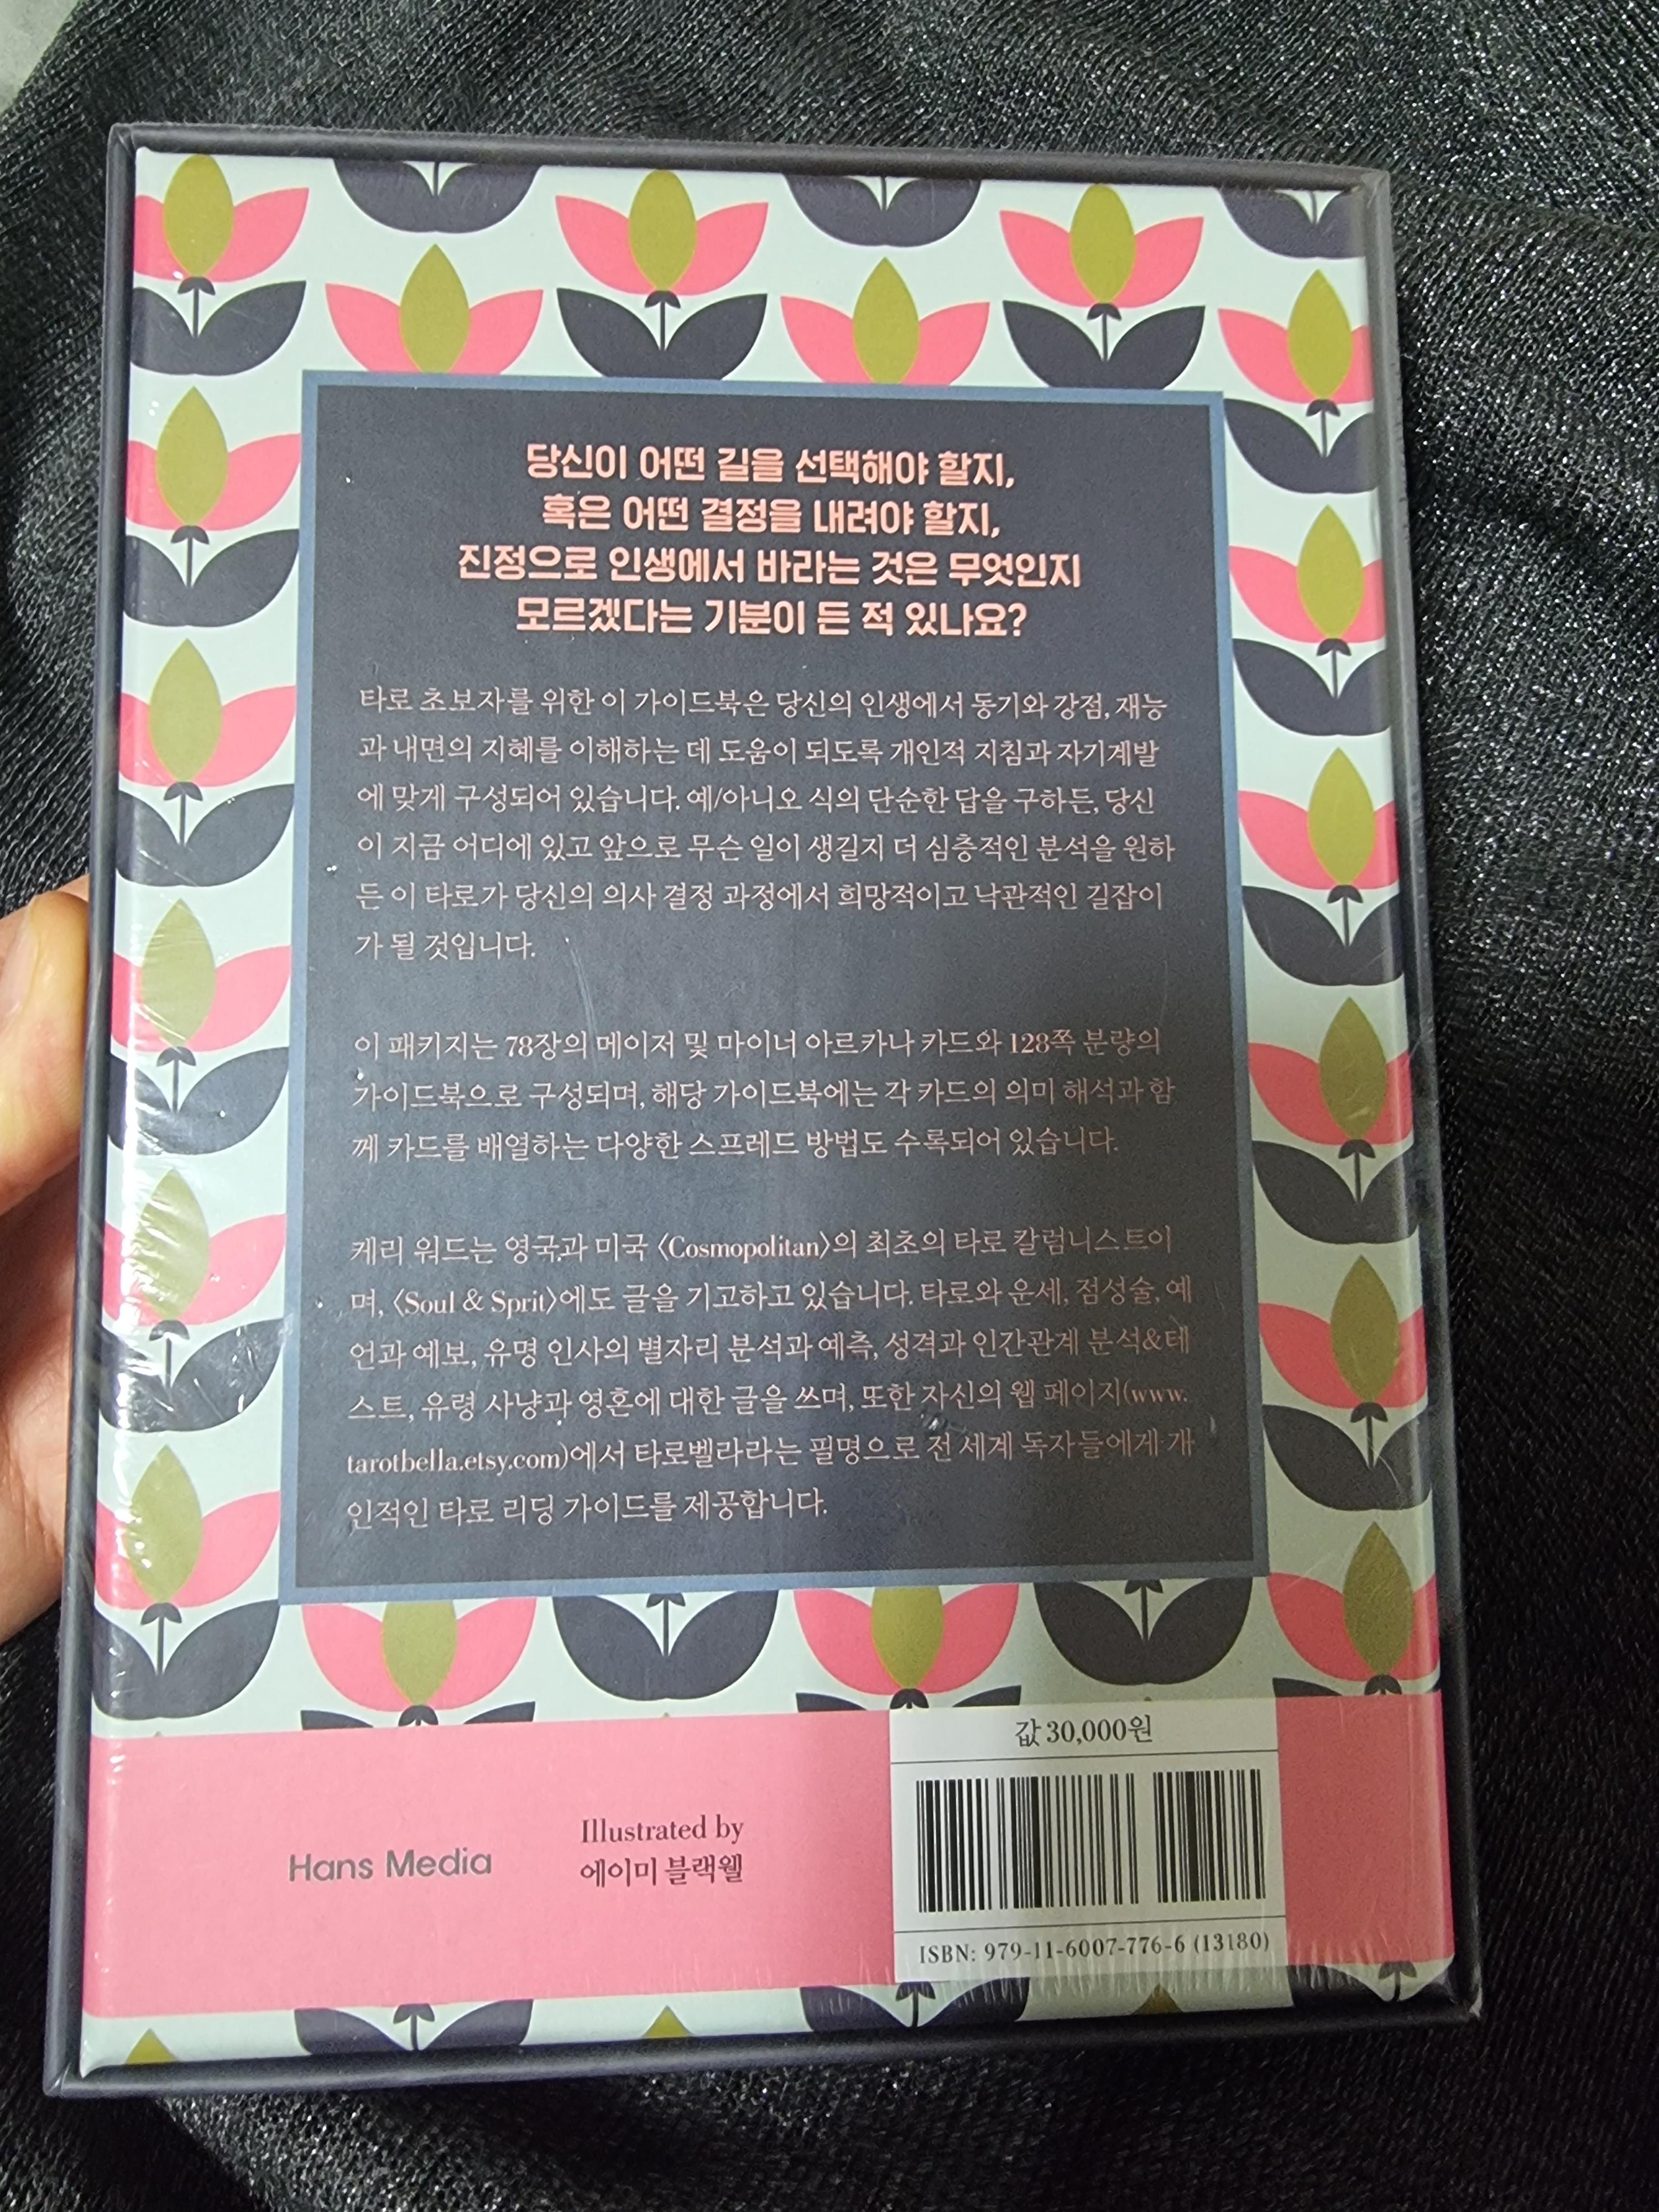 당신이 어떤 길을 선택해야 할지,
혹은 어떤 결정을 내려야 할지,
진정으로 인생에서 바라는 것은 무엇인지
모르겠다는 기분이 든 적 있나요?
타로 초보자를 위한 이 가이드북은 당신의 인생에서 동기와 강점, 재능
과 내면의 지혜를 이해하는 데 도움이 되도록 개인적 지침과 자기계발
에 맞게 구성되어 있습니다. 예/아니오 식의 단순한 답을 구하든, 당신
이 지금 어디에 있고 앞으로 무슨 일이 생길지 더 심층적인 분석을 원하
든 이 타로가 당신의 의사 결정 과정에서 희망적이고 낙관적인 길잡이
가 될 것입니다.
이 패키지는 78장의 메이저 및 마이너 아르카나 카드와 128쪽 분량의
가이드북으로 구성되며, 해당 가이드북에는 각 카드의 의미 해석과 함
께 카드를 배열하는 다양한 스프레드 방법도 수록되어 있습니다.
케리 워드는 영국과 미국 〈Cosmopolitan〉의 최초의 타로 칼럼니스트이
며, 〈Soul & Sprit〉에도 글을 기고하고 있습니다. 타로와 운세, 점성술, 예
언과 예보, 유명 인사의 별자리 분석과 예측, 성격과 인간관계 분석&테
스트, 유령 사냥과 영혼에 대한 글을 쓰며, 또한 자신의 웹 페이지(www.
tarotbella.etsy.com)에서 타로벨라라는 필명으로 전 세계 독자들에게 개
인적인 타로 리딩 가이드를 제공합니다.
값 30,000원
Illustrated by
Hans Media
에이미 블랙웰
ISBN: 979-11-6007-776-6 (13180)